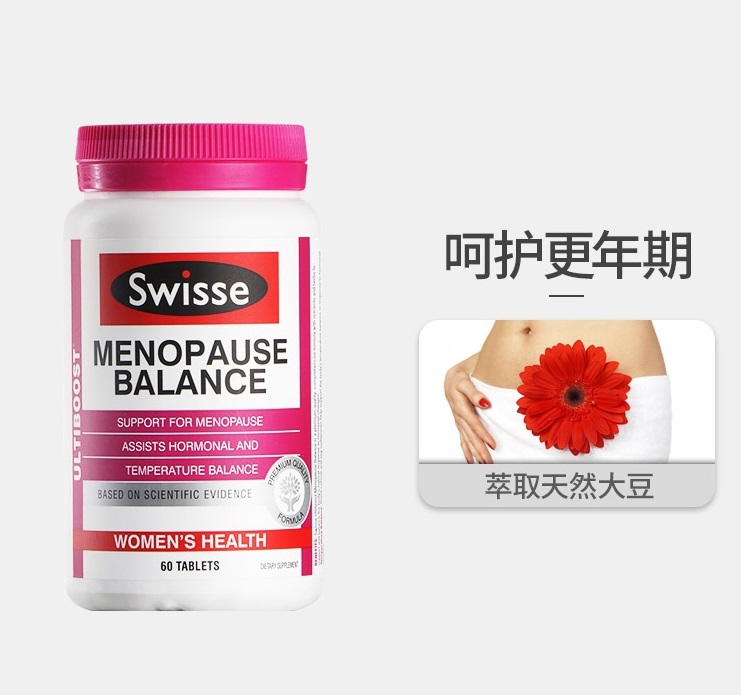 Swisse
MENOPAUSE
BALANCE
ULTIBOOST
SUPPORT FOR MENOPAUSE
ASSISTS HORMONAL AND
TEMPERATURE BALANCE
BASED ON SCIENTIFIC EVIDENCE
PREMIUM QUALITY
FORMULA
WOMEN'S HEALTH
60 TABLETS
DIETARY SUPPLEMENT
呵护更年期
萃取天然大豆